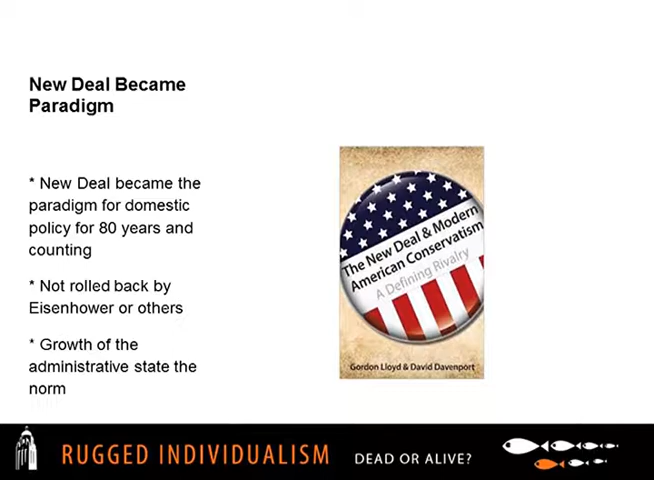 New Deal Became
Paradigm
* New Deal became the
paradigm for domestic
policy for 80 years and
counting
* Not rolled back by
Eisenhower or others
* Growth of the
administrative state the
norm
The New Deal & Modern
American Conservatism
A Defining Rivalry
Gordon Lloyd & David Davenport
RUGGED INDIVIDUALISM DEAD OR ALIVE?